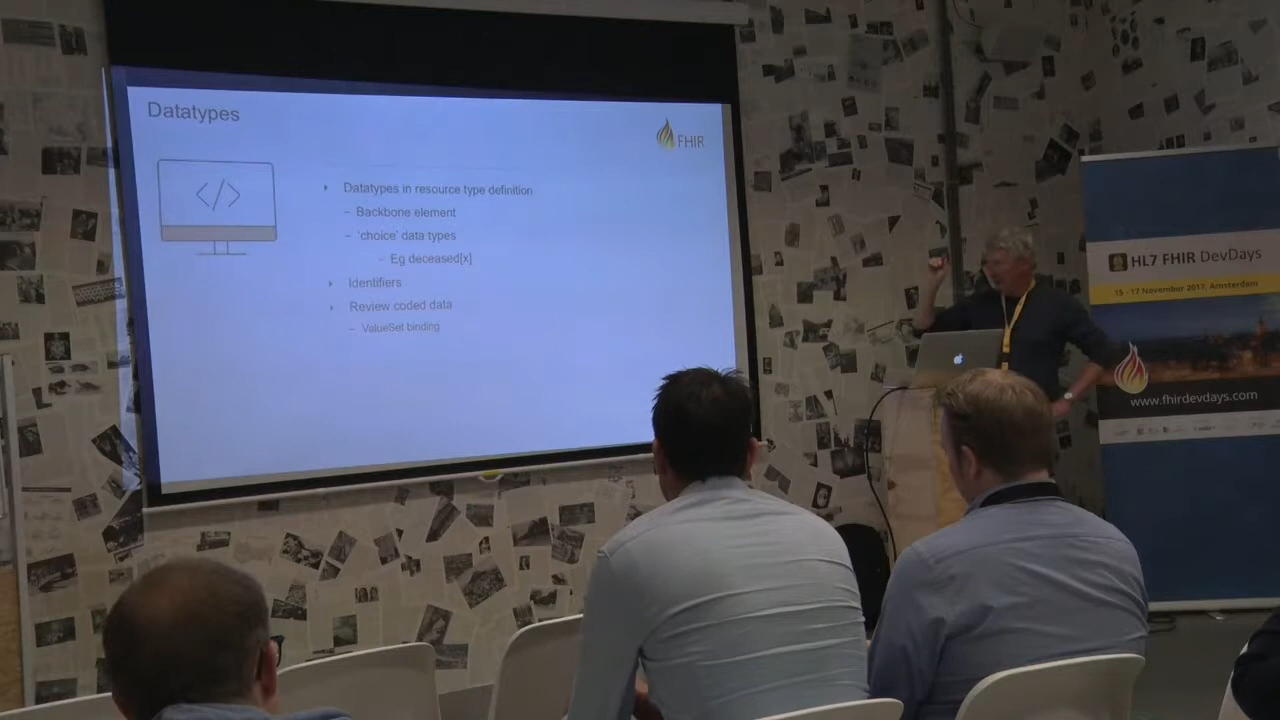 Datatypes
FHIR
</>
Datatypes in resource type definition
– Backbone element
– ‘choice’ data types
– Eg deceased[x]
Identifiers
Review coded data
– ValueSet binding
HL7 FHIR DevDays
15 - 17 November 2017, Amsterdam
www.fhirdevdays.com